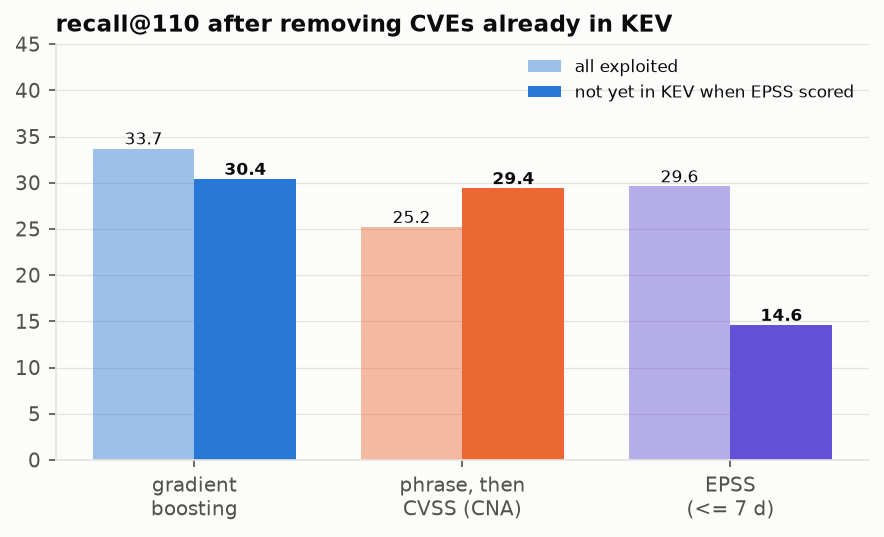 recall@110 after removing CVEs already in KEV
45
40
35
30
25
20
15
10
5
0
all exploited
not yet in KEV when EPSS scored
33.7
30.4
25.2
29.4
29.6
14.6
gradient
boosting
phrase, then
CVSS (CNA)
EPSS
(<= 7 d)